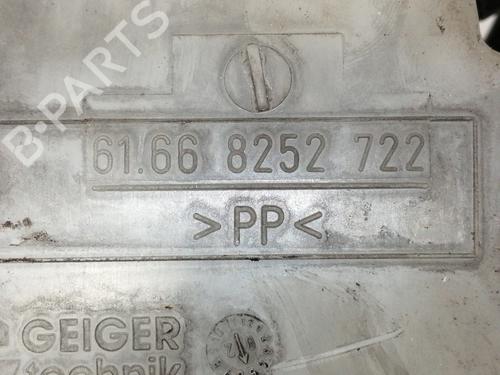 B-PARTS
61.66 8252 722
>PP<
GEIGER
technik